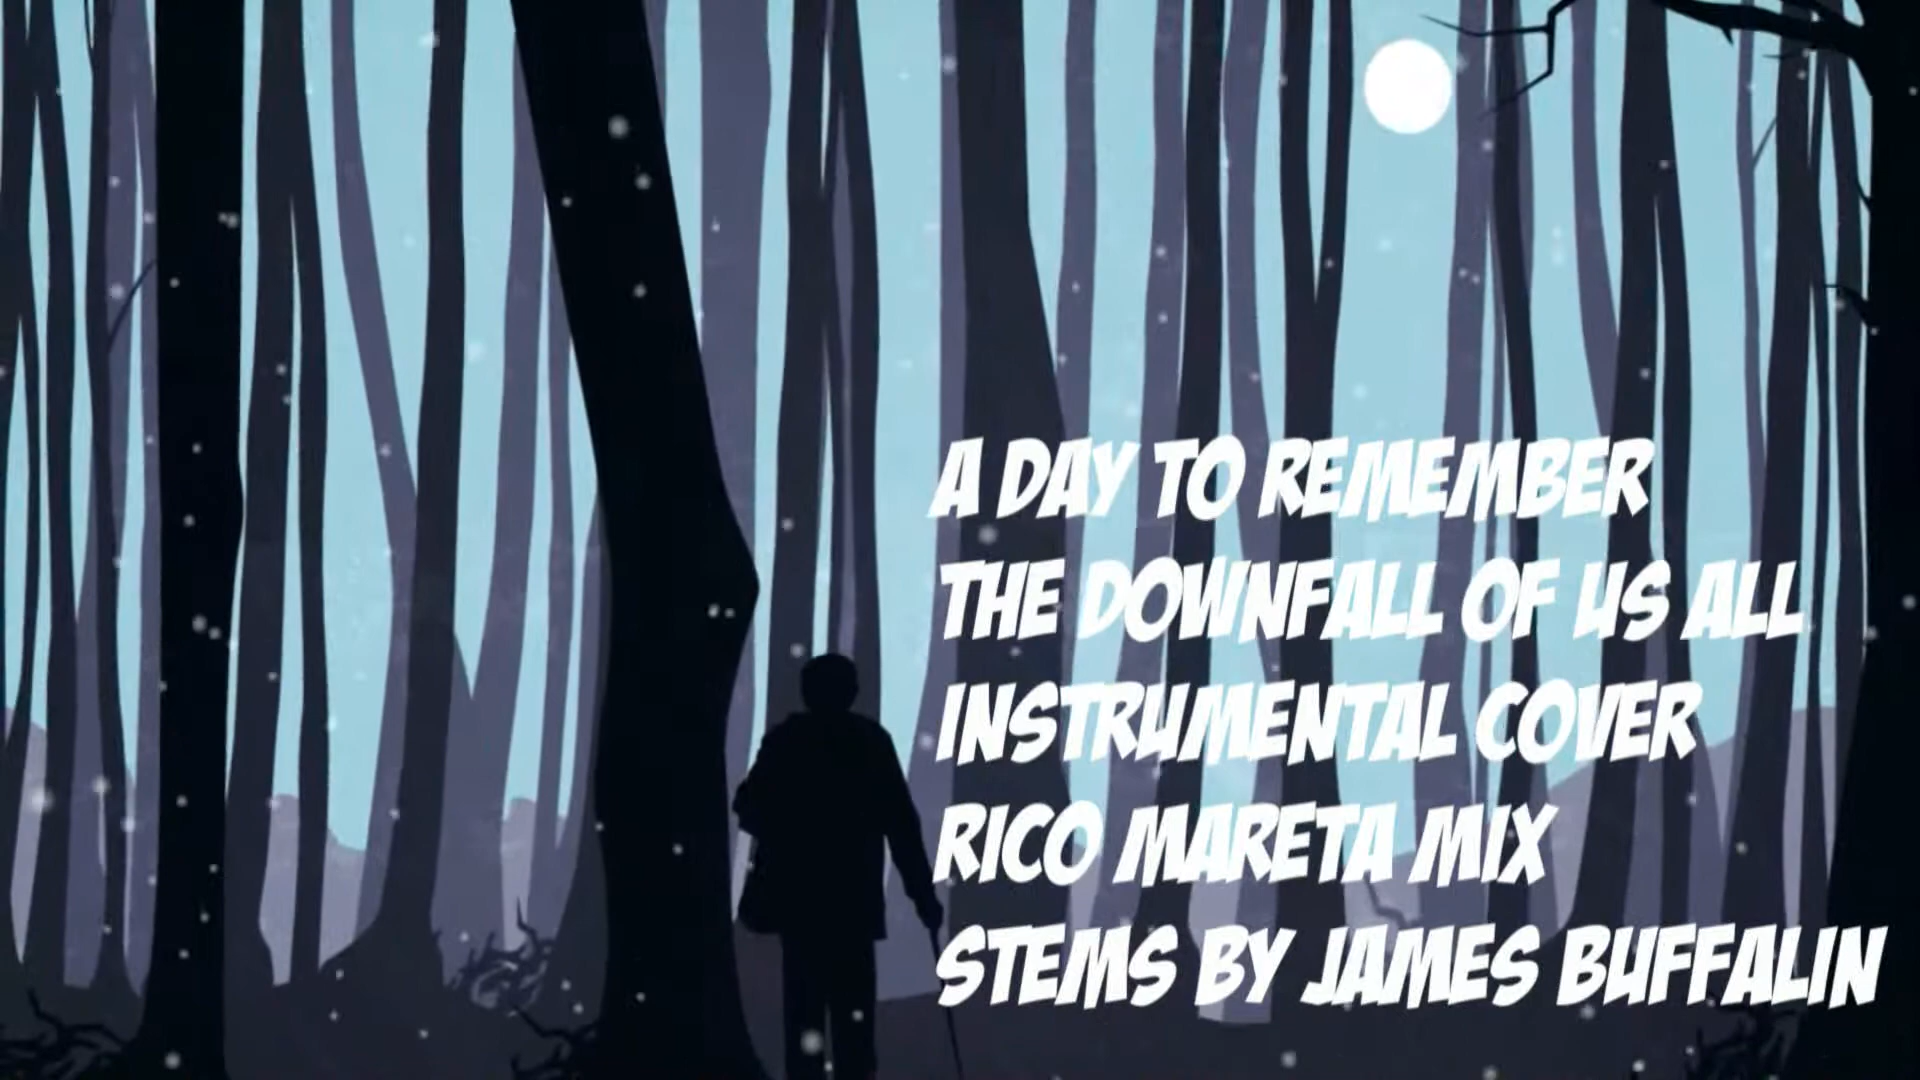 A DAY TO REMEMBER
THE DOWNFALL OF US ALL
INSTRUMENTAL COVER
RICO MARETA MIX
STEMS BY JAMES BUFFALIN